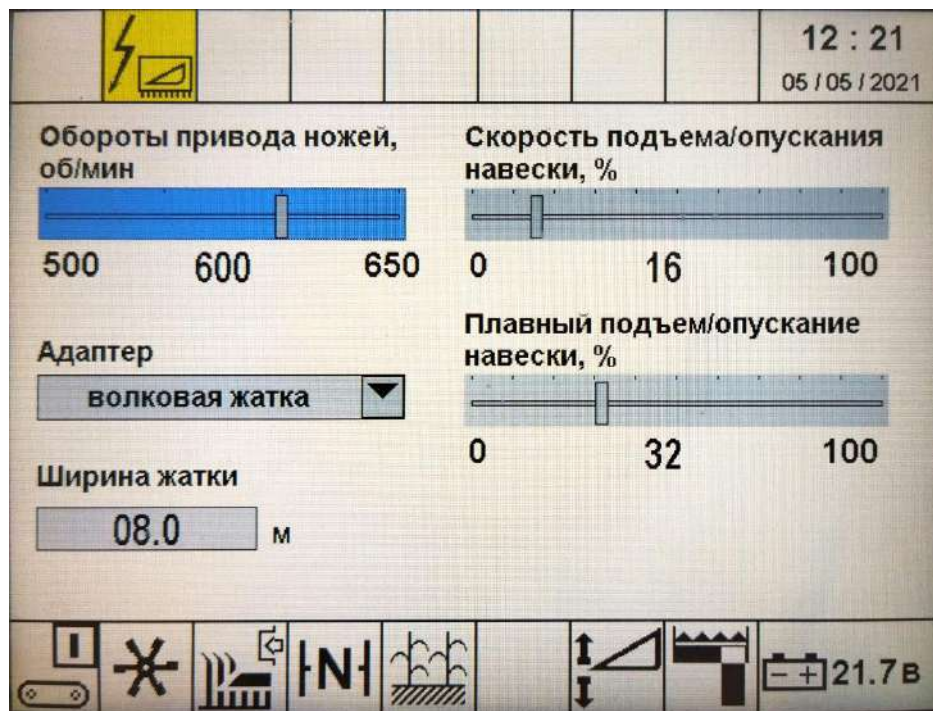 12 : 21
05 / 05 / 2021
Обороты привода ножей,
об/мин
500 600 650
Адаптер
волковая жатка
Ширина жатки
08.0 м
Скорость подъема/опускания
навески, %
0 16 100
Плавный подъем/опускание
навески, %
0 32 100
I
N
- + 21.7 В